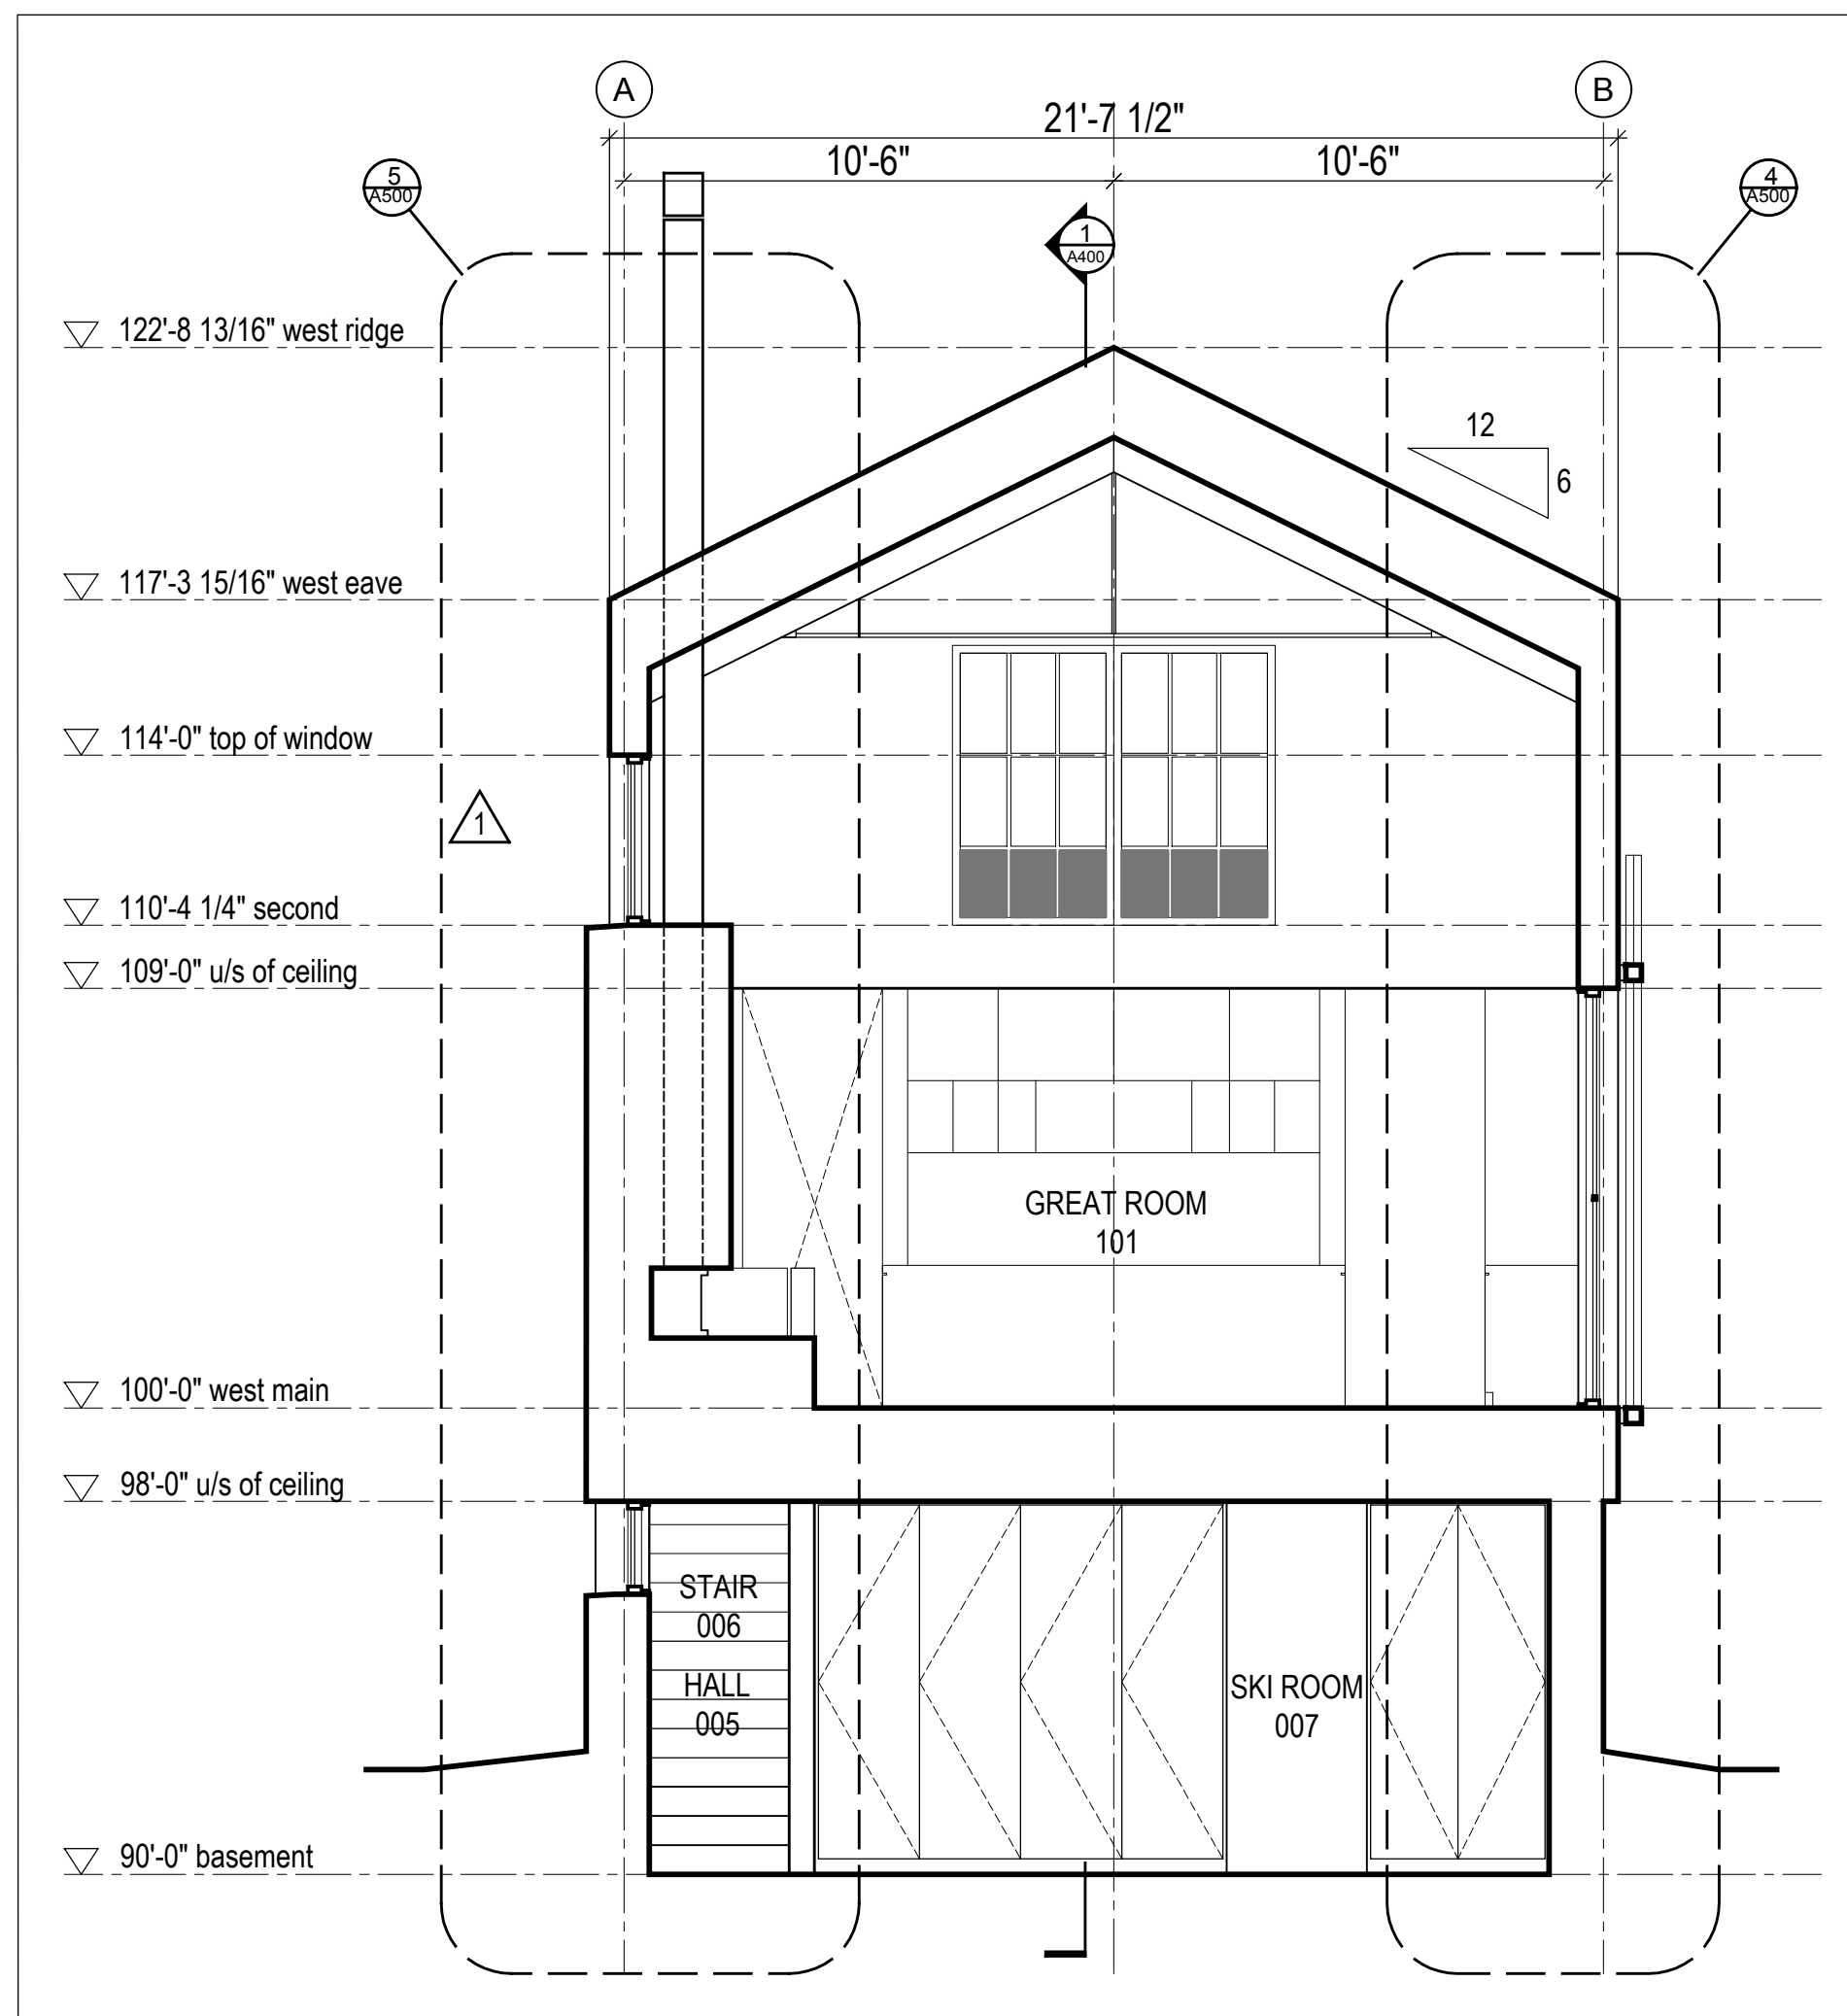 A
B
21'-7 1/2"
10'-6"
10'-6"
5
A500
4
A500
1
A400
122'-8 13/16" west ridge
12
6
117'-3 15/16" west eave
114'-0" top of window
1
110'-4 1/4" second
109'-0" u/s of ceiling
GREAT ROOM
101
100'-0" west main
98'-0" u/s of ceiling
STAIR
006
HALL
005
SKI ROOM
007
90'-0" basement